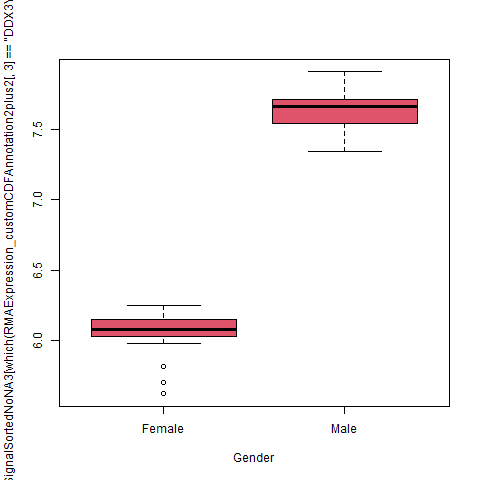 SignalSortedNoNA3[which(RMAExpression_customCDFAnnotation2plus2[, 3] == "DDX3Y
7.5
7.0
6.5
6.0
Female Male
Gender